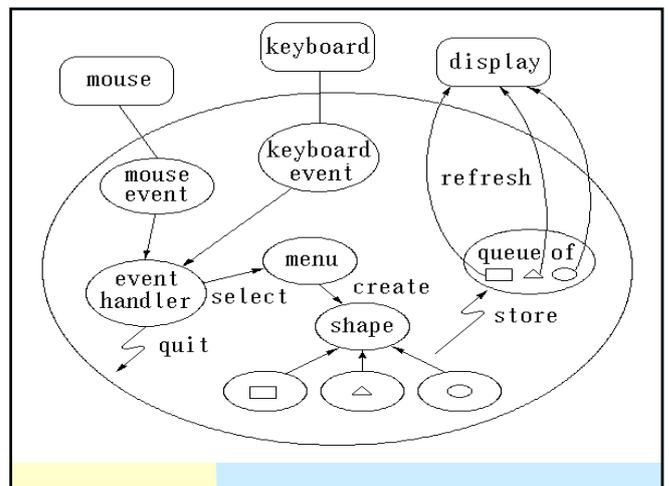 keyboard
display
mouse
keyboard
event
mouse
event
refresh
queue of
menu
event
handler
select
create
shape
store
quit